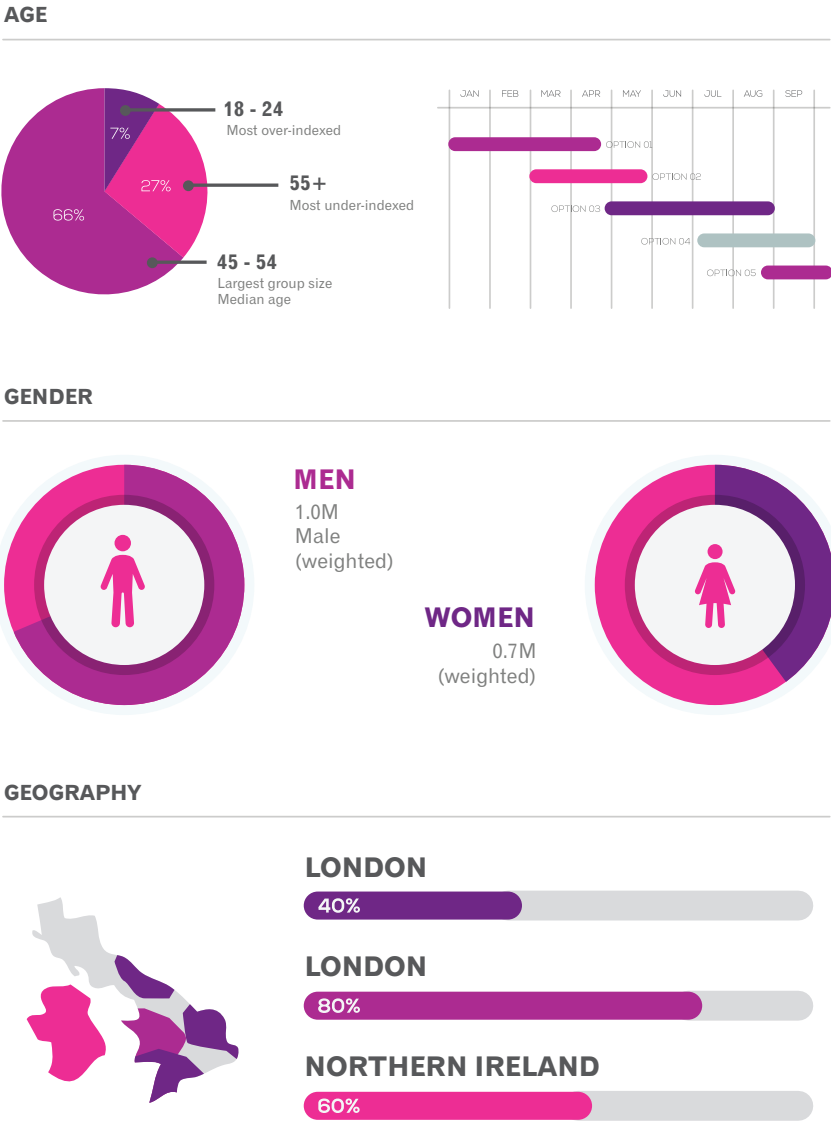 AGE
18 - 24
Most over-indexed
7%
27%
55+
Most under-indexed
66%
45 - 54
Largest group size
Median age
JAN FEB MAR APR MAY JUN JUL AUG SEP
OPTION 01
OPTION 02
OPTION 03
OPTION 04
OPTION 05
GENDER
MEN
1.0M
Male
(weighted)
WOMEN
0.7M
(weighted)
GEOGRAPHY
LONDON
40%
LONDON
80%
NORTHERN IRELAND
60%